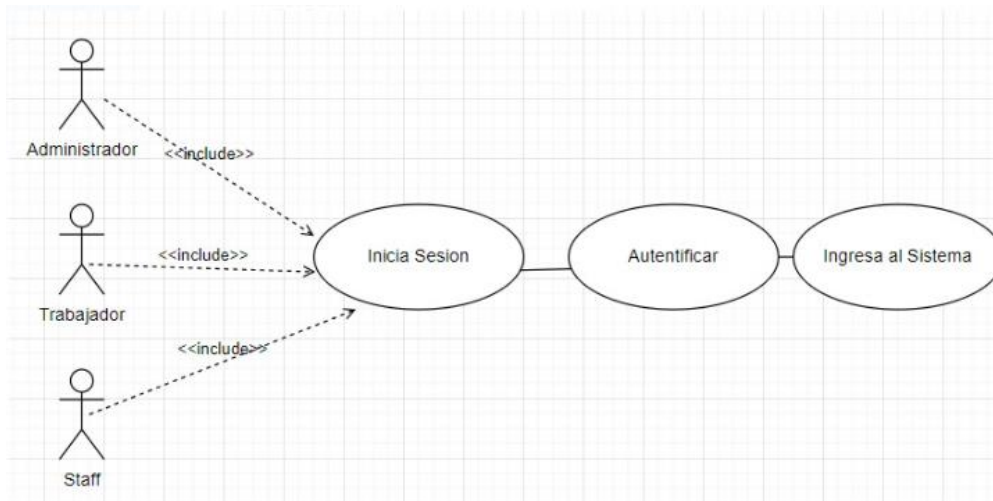 Administrador
<<include>>
Trabajador
<<include>>
Staff
<<include>>
Inicia Sesion
Autentificar
Ingresa al Sistema